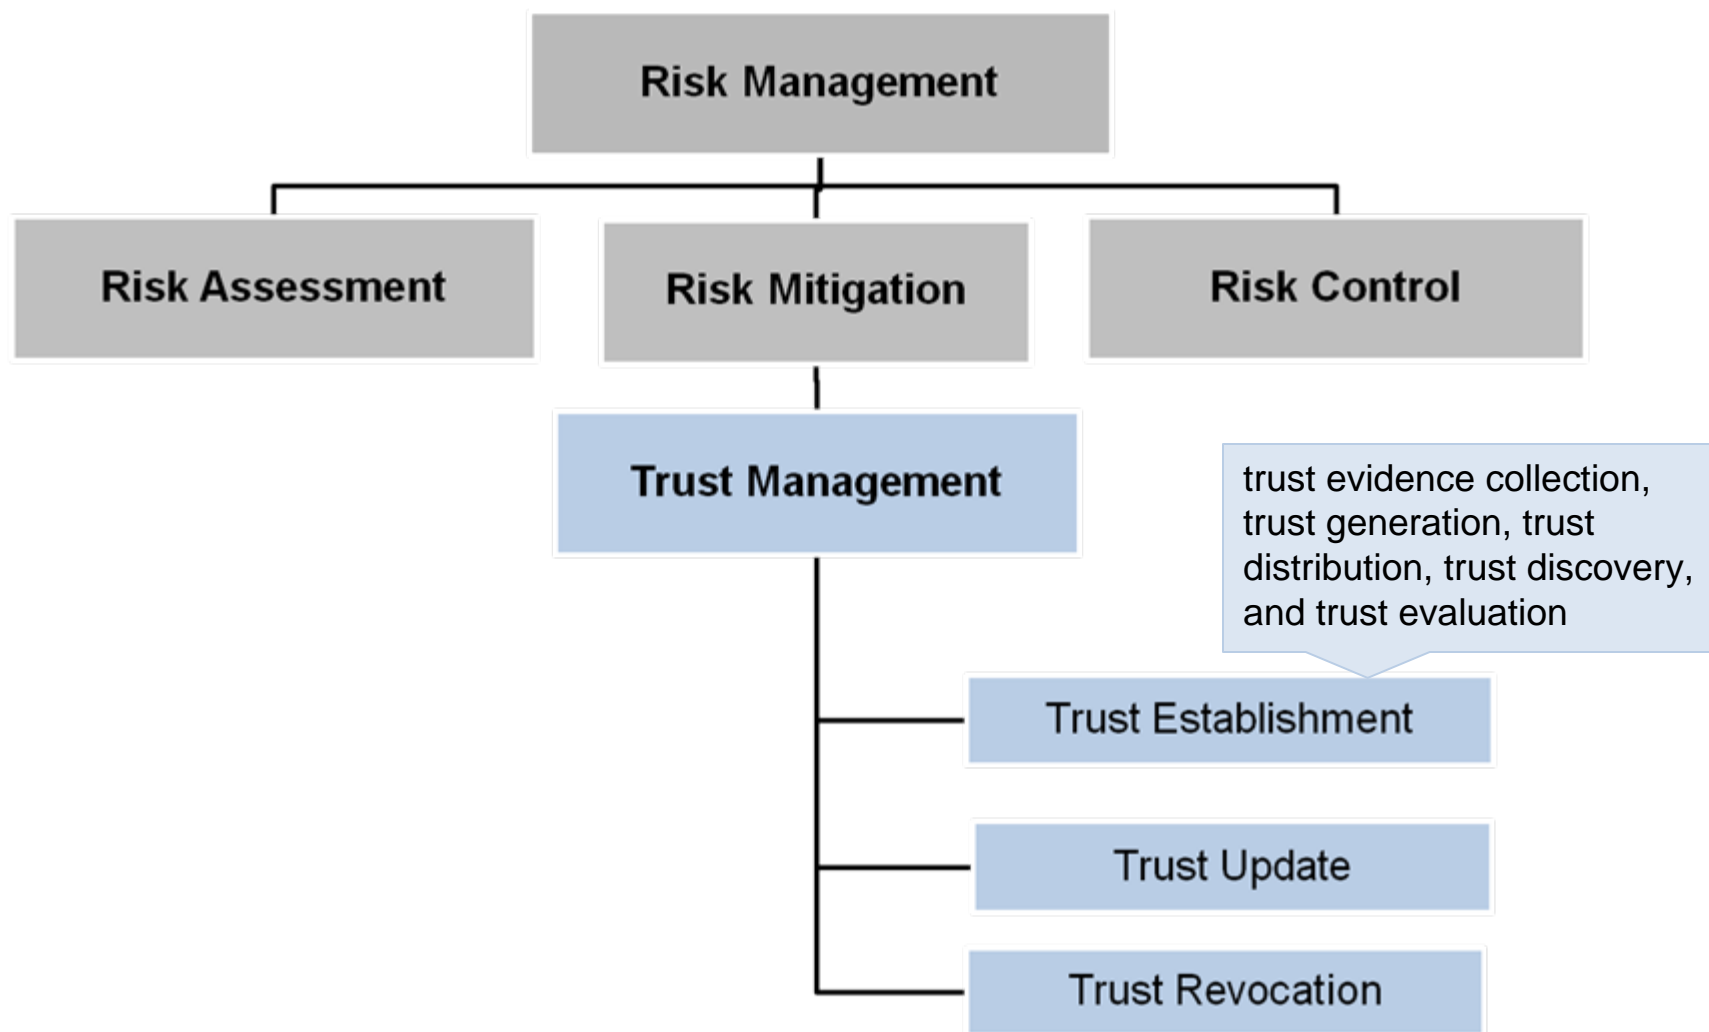 Risk Management
Risk Assessment
Risk Mitigation
Risk Control
Trust Management
trust evidence collection,
trust generation, trust
distribution, trust discovery,
and trust evaluation
Trust Establishment
Trust Update
Trust Revocation